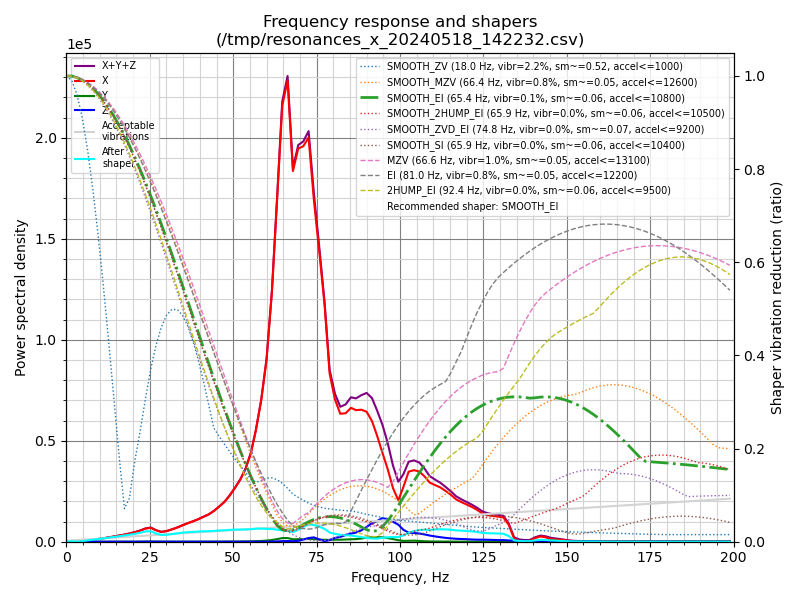 Frequency response and shapers
(/tmp/resonances_x_20240518_142232.csv)
1e5
X+Y+Z
X
Y
Z
Acceptable
vibrations
After
shaper
SMOOTH_ZV (18.0 Hz, vibr=2.2%, sm~=0.52, accel<=1000)
SMOOTH_MZV (66.4 Hz, vibr=0.8%, sm~=0.05, accel<=12600)
SMOOTH_EI (65.4 Hz, vibr=0.1%, sm~=0.06, accel<=10800)
SMOOTH_2HUMP_EI (65.9 Hz, vibr=0.0%, sm~=0.06, accel<=10500)
SMOOTH_ZVD_EI (74.8 Hz, vibr=0.0%, sm~=0.07, accel<=9200)
SMOOTH_SI (65.9 Hz, vibr=0.0%, sm~=0.06, accel<=10400)
MZV (66.6 Hz, vibr=1.0%, sm~=0.05, accel<=13100)
EI (81.0 Hz, vibr=0.8%, sm~=0.05, accel<=12200)
2HUMP_EI (92.4 Hz, vibr=0.0%, sm~=0.06, accel<=9500)
Recommended shaper: SMOOTH_EI
2.0
1.5
1.0
0.5
0.0
Power spectral density
1.0
0.8
0.6
0.4
0.2
0.0
Shaper vibration reduction (ratio)
0 25 50 75 100 125 150 175 200
Frequency, Hz